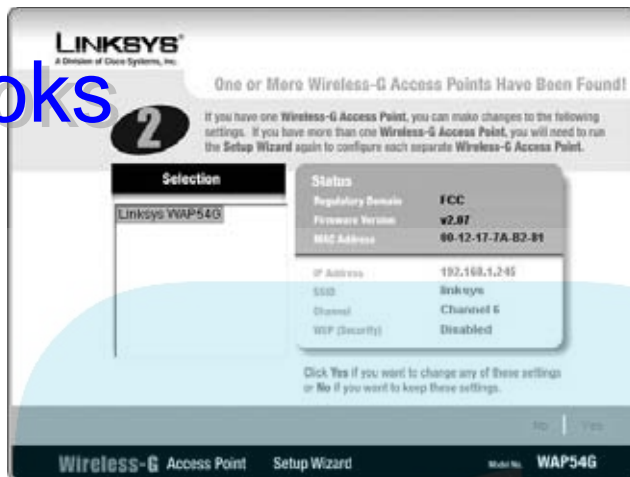 LINKSYS®
A Division of Cisco Systems, Inc.
oks
One or More Wireless-G Access Points Have Been Found!
2
If you have one Wireless-G Access Point, you can make changes to the following
settings. If you have more than one Wireless-G Access Point, you will need to run
the Setup Wizard again to configure each separate Wireless-G Access Point.
Selection
Linksys WAP54G
Status
Regulatory Domain FCC
Firmware Version v2.07
MAC Address 00-12-17-7A-B2-81
IP Address 192.168.1.245
SSID linksys
Channel Channel 6
WEP (Security) Disabled
Click Yes if you want to change any of these settings
or No if you want to keep these settings.
No Yes
Wireless-G Access Point Setup Wizard Model No. WAP54G